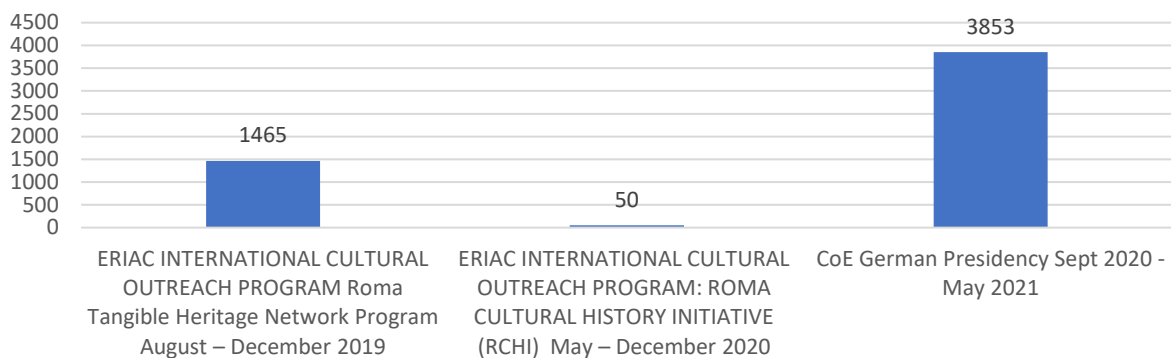 4500
4000
3500
3000
2500
2000
1500
1000
500
0
1465
50
3853
ERIAC INTERNATIONAL CULTURAL
OUTREACH PROGRAM Roma
Tangible Heritage Network Program
August – December 2019
ERIAC INTERNATIONAL CULTURAL
OUTREACH PROGRAM: ROMA
CULTURAL HISTORY INITIATIVE
(RCHI) May – December 2020
CoE German Presidency Sept 2020 -
May 2021